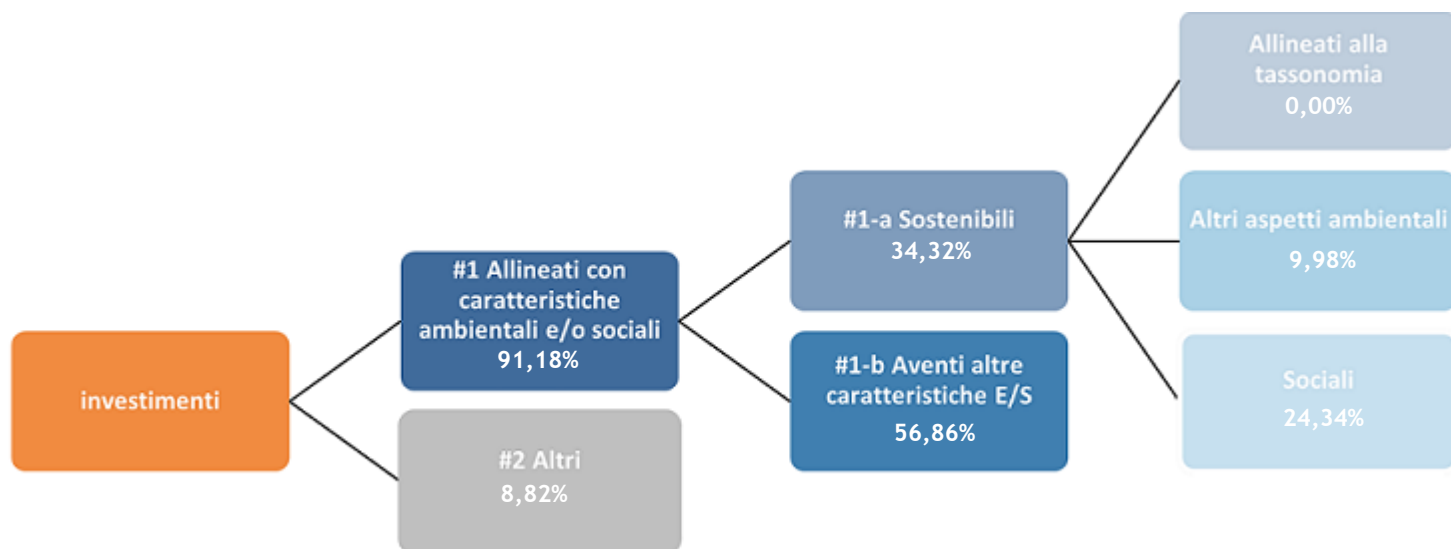 investimenti
#1 Allineati con
caratteristiche
ambientali e/o sociali
91,18%
#2 Altri
8,82%
#1-a Sostenibili
34,32%
#1-b Aventi altre
caratteristiche E/S
56,86%
Allineati alla
tassonomia
0,00%
Altri aspetti ambientali
9,98%
Sociali
24,34%